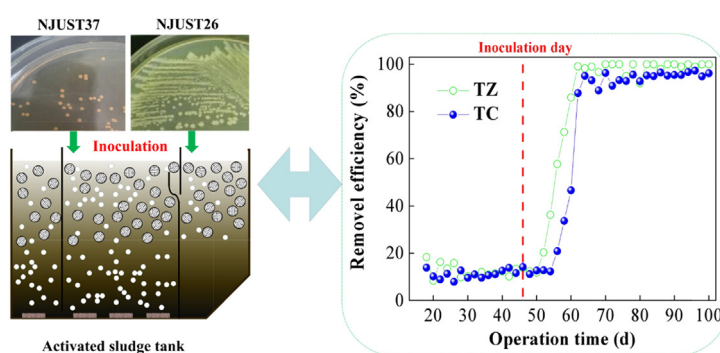 NJUST37
NJUST26
Inoculation
Activated sludge tank
Inoculation day
Removel efficiency (%)
100
80
60
40
20
0
TZ
TC
20 30 40 50 60 70 80 90 100
Operation time (d)